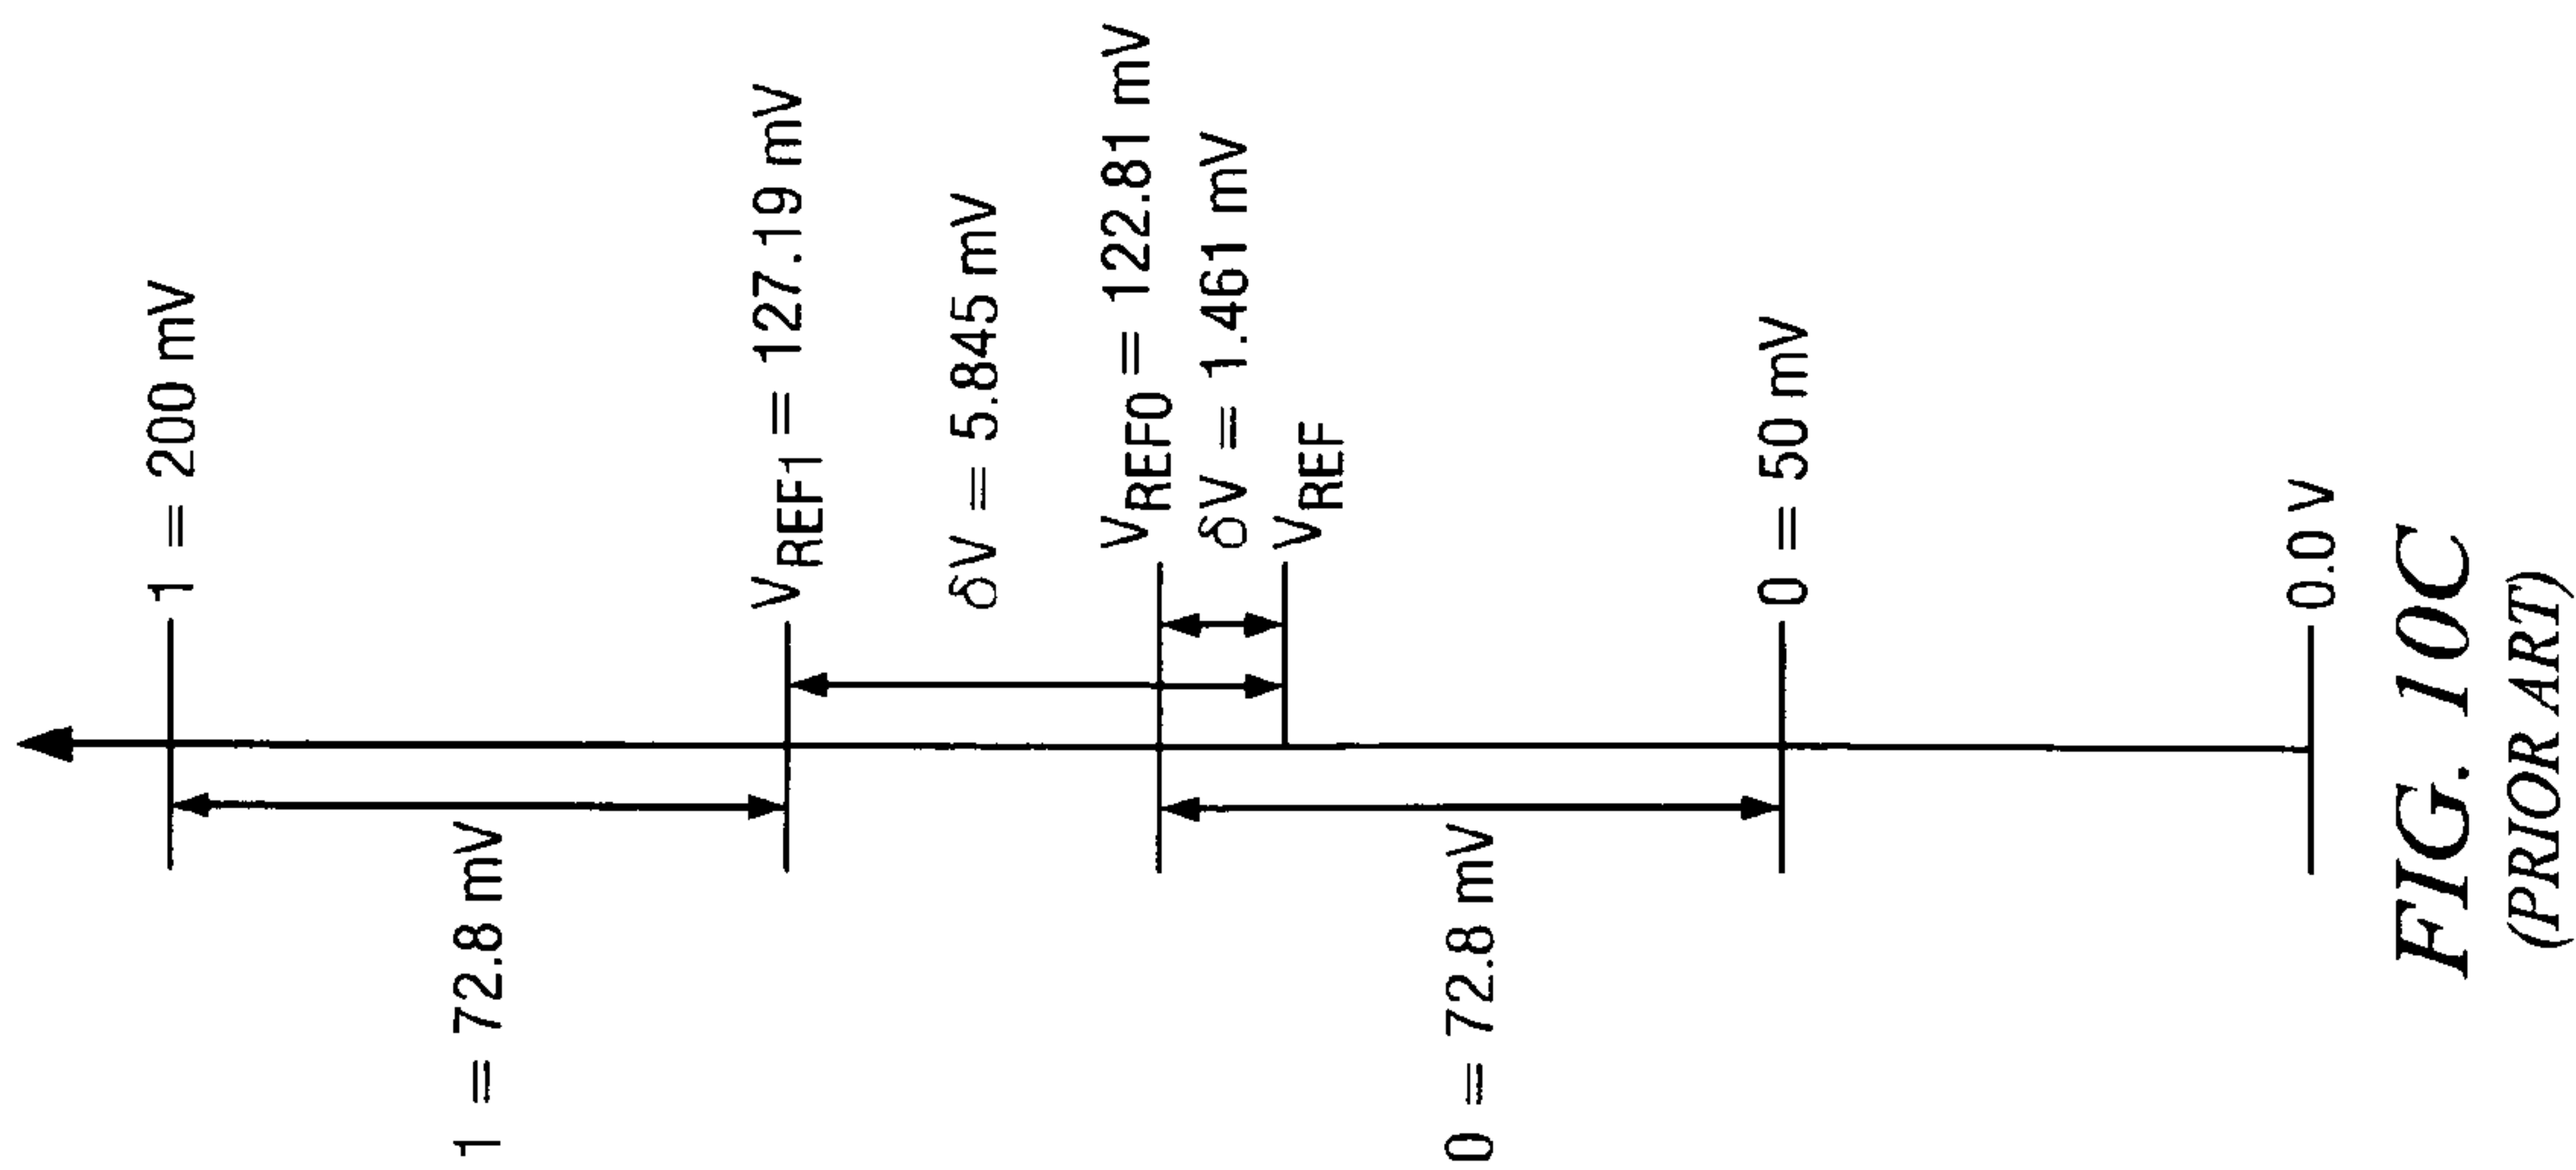 1 = 200 mV
1 = 72.8 mV
VREF1 = 127.19 mV
δV = 5.845 mV
VREF0 = 122.81 mV
δV = 1.461 mV
VREF
0 = 72.8 mV
0 = 50 mV
0.0 V
FIG. 10C
(PRIOR ART)